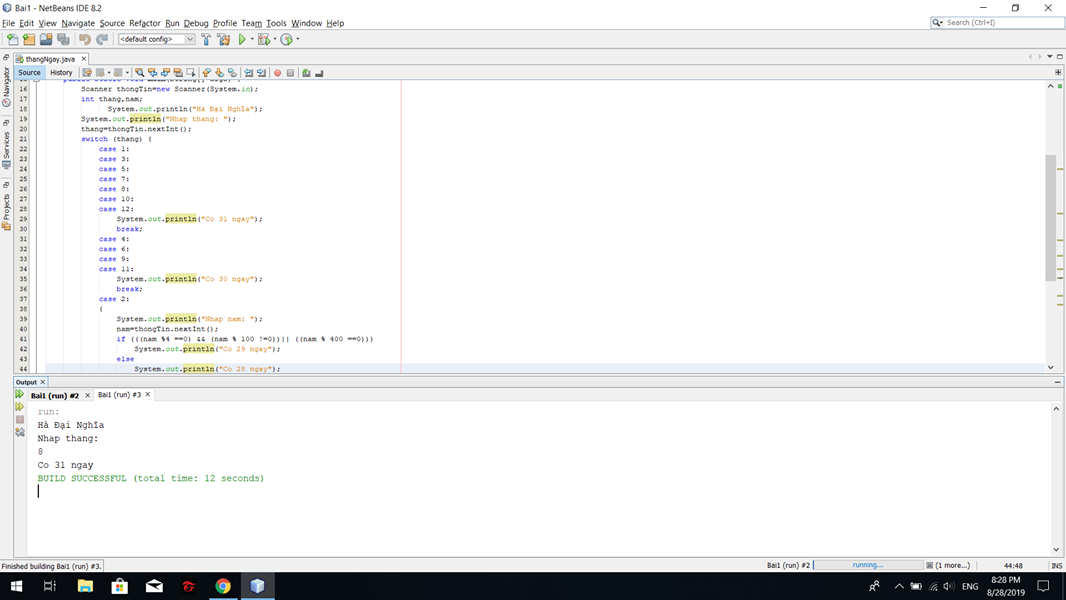 Bai1 - NetBeans IDE 8.2
File Edit View Navigate Source Refactor Run Debug Profile Team Tools Window Help
Search (Ctrl+I)
<default config>
thangNgay.java
Source History
Navigator
Services
Projects
16 Scanner thongTin=new Scanner(System.in);
17 int thang,nam;
18 System.out.println("Hà Đại Nghĩa");
19 System.out.println("Nhap thang: ");
20 thang=thongTin.nextInt();
21 switch (thang) {
22 case 1:
23 case 3:
24 case 5:
25 case 7:
26 case 8:
27 case 10:
28 case 12:
29 System.out.println("Co 31 ngay");
30 break;
31 case 4:
32 case 6:
33 case 9:
34 case 11:
35 System.out.println("Co 30 ngay");
36 break;
37 case 2:
38 {
39 System.out.println("Nhap nam: ");
40 nam=thongTin.nextInt();
41 if (((nam %4 ==0) && (nam % 100 !=0))|| ((nam % 400 ==0)))
42 System.out.println("Co 29 ngay");
43 else
44 System.out.println("Co 28 ngay");
Output
Bai1 (run) #2 Bai1 (run) #3
run:
Hà Đại Nghĩa
Nhap thang:
8
Co 31 ngay
BUILD SUCCESSFUL (total time: 12 seconds)
Finished building Bai1 (run) #3.
Bai1 (run) #2 running... (1 more...) 44:48 INS
ENG
8:28 PM
8/28/2019